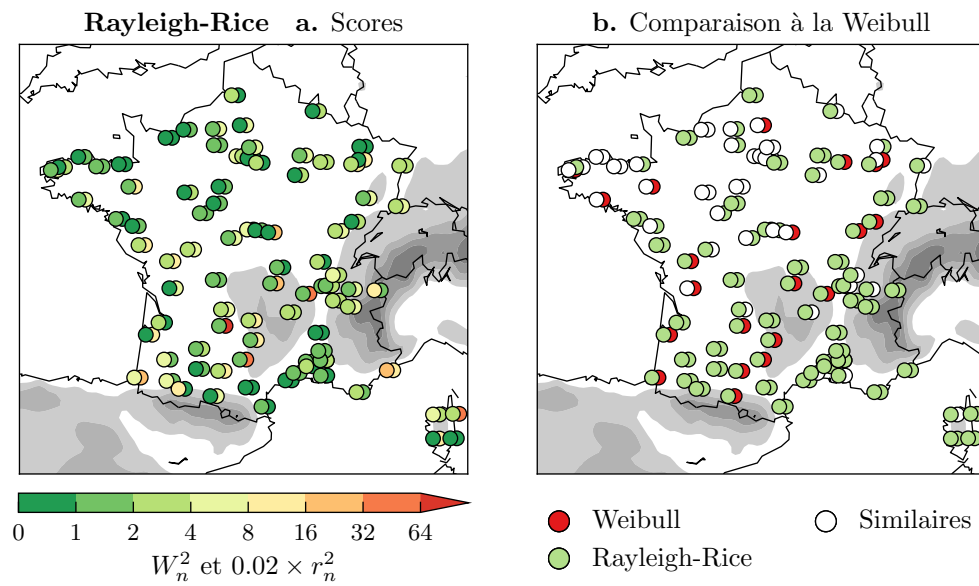 Rayleigh-Rice a. Scores
b. Comparaison à la Weibull
0 1 2 4 8 16 32 64
W_n^2 et 0.02 × r_n^2
Weibull
Rayleigh-Rice
Similaires